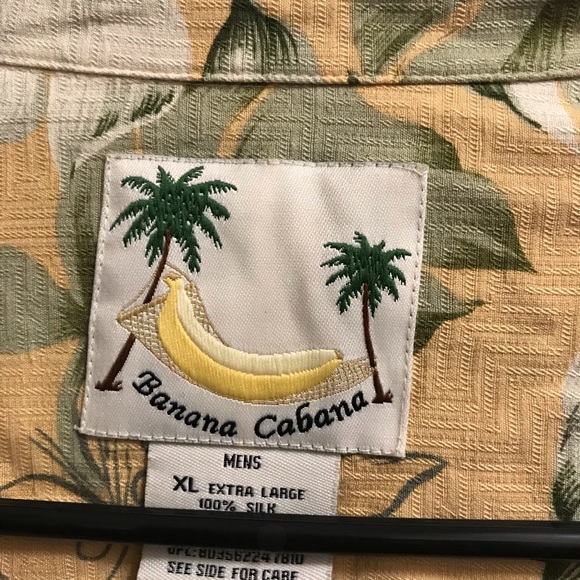 Banana Cabana
MENS
XL EXTRA LARGE
100% SILK
SEE SIDE FOR CARE